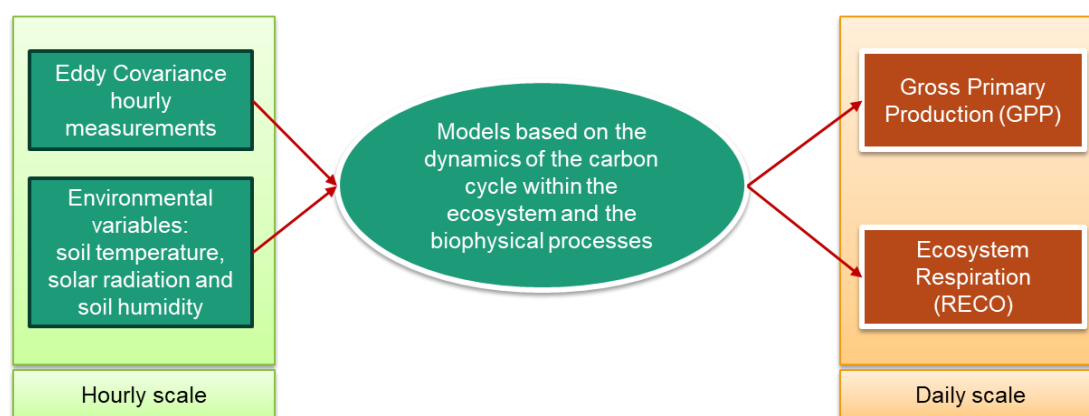 Eddy Covariance
hourly
measurements
Environmental
variables:
soil temperature,
solar radiation and
soil humidity
Hourly scale
Models based on the
dynamics of the carbon
cycle within the
ecosystem and the
biophysical processes
Gross Primary
Production (GPP)
Ecosystem
Respiration
(RECO)
Daily scale